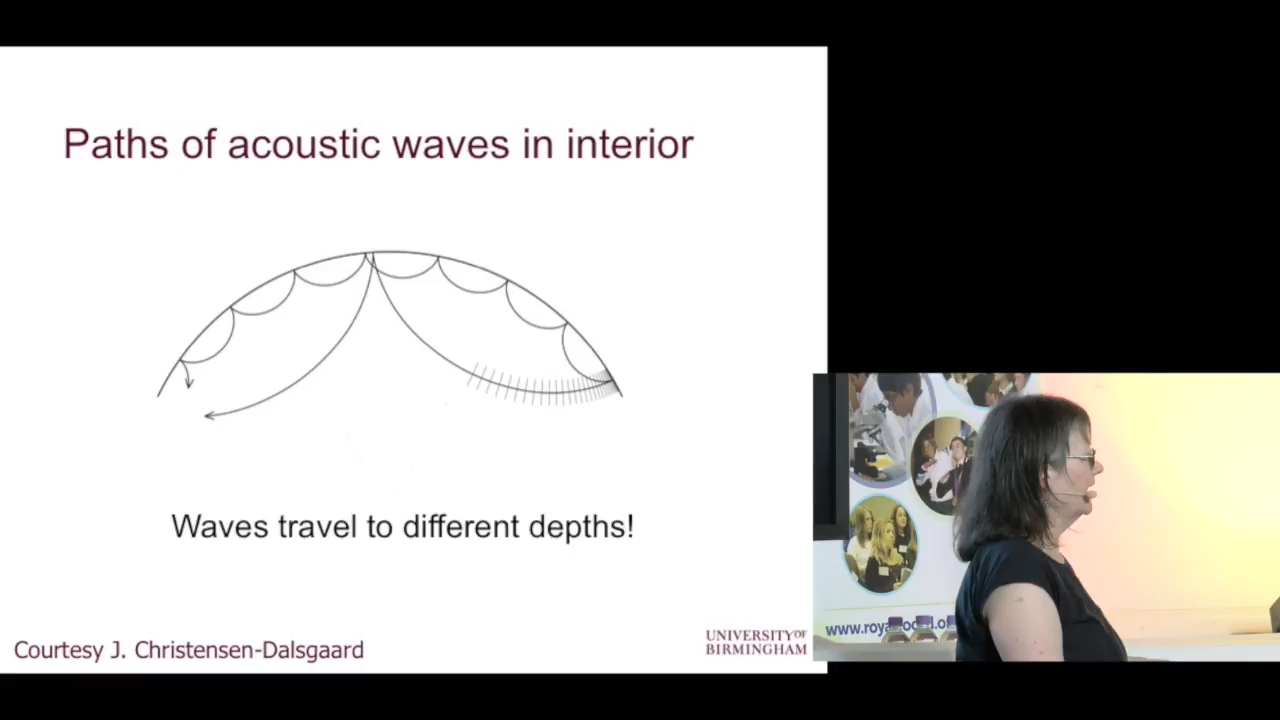 Paths of acoustic waves in interior
Waves travel to different depths!
Courtesy J. Christensen-Dalsgaard
UNIVERSITY OF
BIRMINGHAM